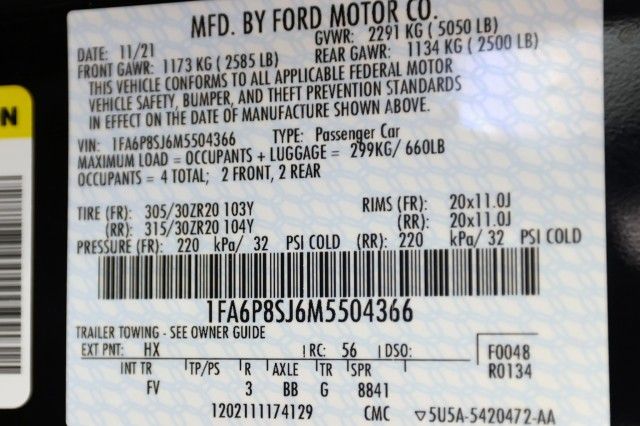 MFD. BY FORD MOTOR CO.
DATE: 11/21 GVWR: 2291 KG ( 5050 LB)
FRONT GAWR: 1173 KG ( 2585 LB) REAR GAWR: 1134 KG ( 2500 LB)
THIS VEHICLE CONFORMS TO ALL APPLICABLE FEDERAL MOTOR
VEHICLE SAFETY, BUMPER, AND THEFT PREVENTION STANDARDS
IN EFFECT ON THE DATE OF MANUFACTURE SHOWN ABOVE.
VIN: 1FA6P8SJ6M5504366 TYPE: Passenger Car
MAXIMUM LOAD = OCCUPANTS + LUGGAGE = 299KG/ 660LB
OCCUPANTS = 4 TOTAL; 2 FRONT, 2 REAR
TIRE (FR): 305/30ZR20 103Y RIMS (FR): 20x11.0J
(RR): 315/30ZR20 104Y (RR): 20x11.0J
PRESSURE (FR): 220 kPa/ 32 PSI COLD (RR): 220 kPa/ 32 PSI COLD
1FA6P8SJ6M5504366
TRAILER TOWING - SEE OWNER GUIDE
EXT PNT: HX RC: 56 DSO: F0048
INT TR TP/PS R AXLE TR SPR R0134
FV 3 BB G 8841
1202111174129 CMC ▽5U5A-5420472-AA
N